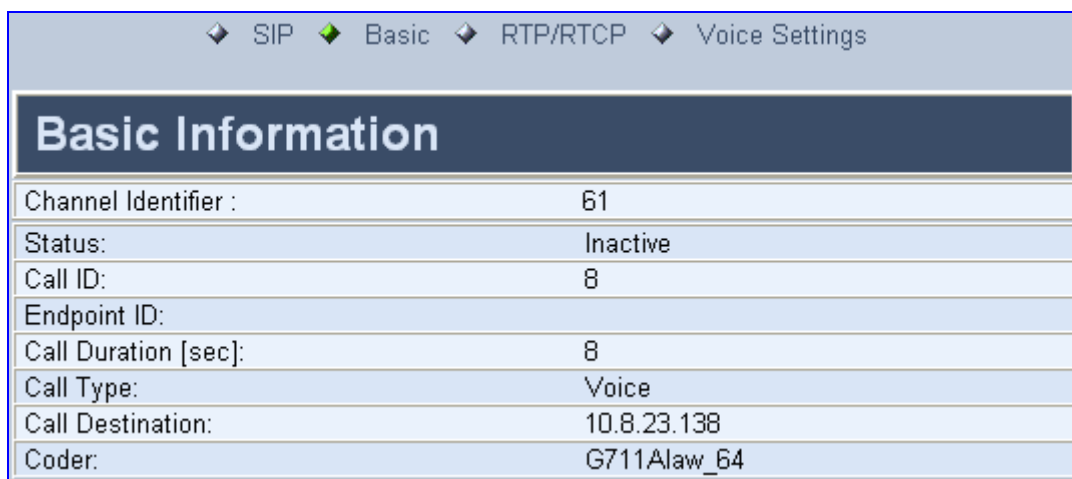 SIP Basic RTP/RTCP Voice Settings
Basic Information
Channel Identifier : 61
Status: Inactive
Call ID: 8
Endpoint ID:
Call Duration [sec]: 8
Call Type: Voice
Call Destination: 10.8.23.138
Coder: G711Alaw_64